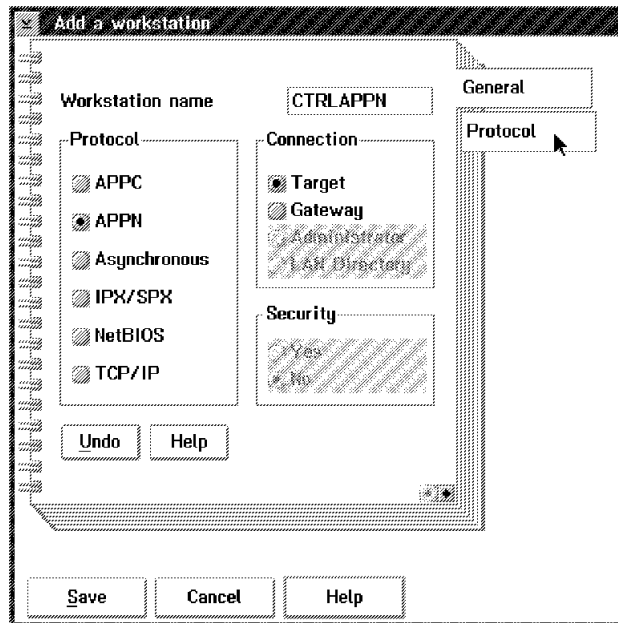 Add a workstation
General
Workstation name CTRLAPPN
Protocol
Protocol
APPC
APPN
Asynchronous
IPX/SPX
NetBIOS
TCP/IP
Connection
Target
Gateway
Administrator
LAN Directory
Security
Yes
No
Undo Help
Save Cancel Help